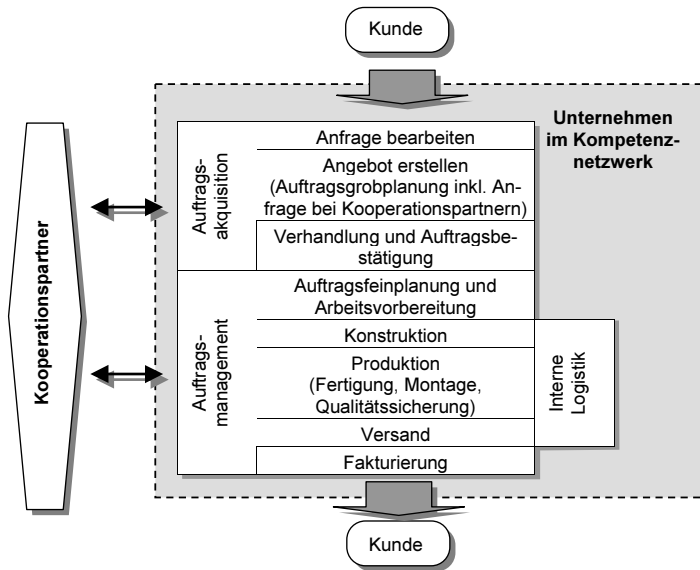 Kunde
Unternehmen
im Kompetenz-
netzwerk
Kooperationspartner
Auftrags-
akquisition
Anfrage bearbeiten
Angebot erstellen
(Auftragsgrobplanung inkl. An-
frage bei Kooperationspartnern)
Verhandlung und Auftragsbe-
stätigung
Auftrags-
management
Auftragsfeinplanung und
Arbeitsvorbereitung
Konstruktion
Produktion
(Fertigung, Montage,
Qualitätssicherung)
Versand
Fakturierung
Interne
Logistik
Kunde